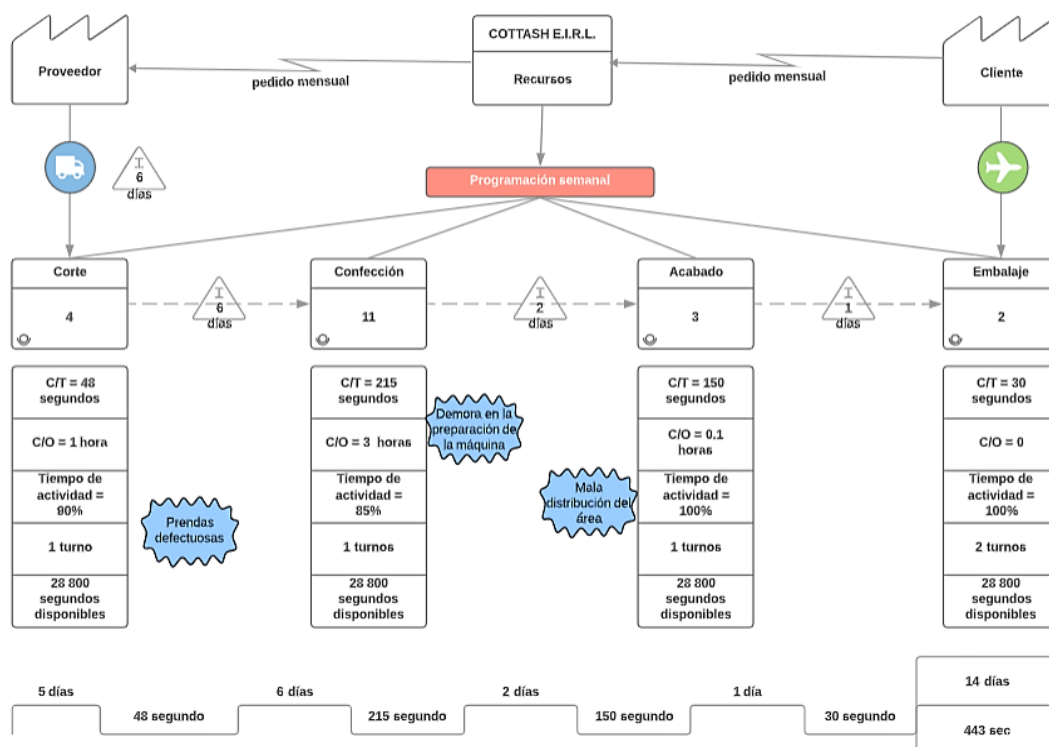 COTTASH E.I.R.L.
Recursos
Proveedor
Cliente
pedido mensual
pedido mensual
I
6
días
Programación semanal
Corte
4
I
6
días
Confección
11
I
2
días
Acabado
3
I
1
días
Embalaje
2
C/T = 48
segundos
C/O = 1 hora
Tiempo de
actividad =
90%
1 turno
28 800
segundos
disponibles
Prendas
defectuosas
C/T = 215
segundos
C/O = 3 horas
Tiempo de
actividad =
85%
1 turnos
28 800
segundos
disponibles
Demora en la
preparación de
la máquina
Mala
distribución del
área
C/T = 150
segundos
C/O = 0.1
horas
Tiempo de
actividad =
100%
1 turnos
28 800
segundos
disponibles
C/T = 30
segundos
C/O = 0
Tiempo de
actividad =
100%
2 turnos
28 800
segundos
disponibles
5 días
48 segundo
6 días
215 segundo
2 días
150 segundo
1 día
30 segundo
14 días
443 sec